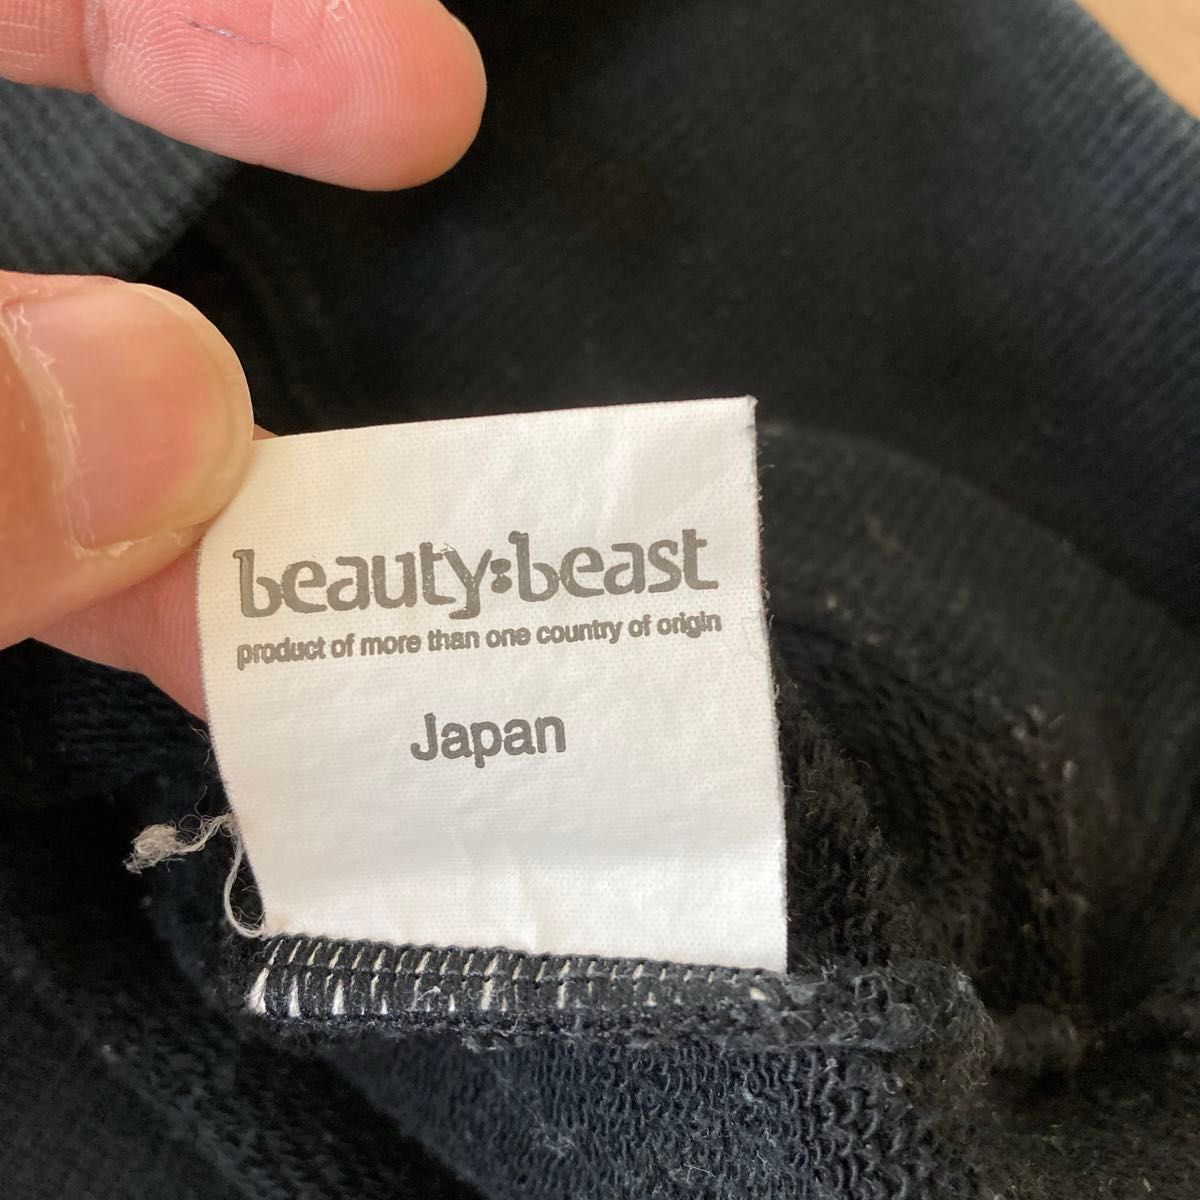 beauty:beast
product of more than one country of origin
Japan